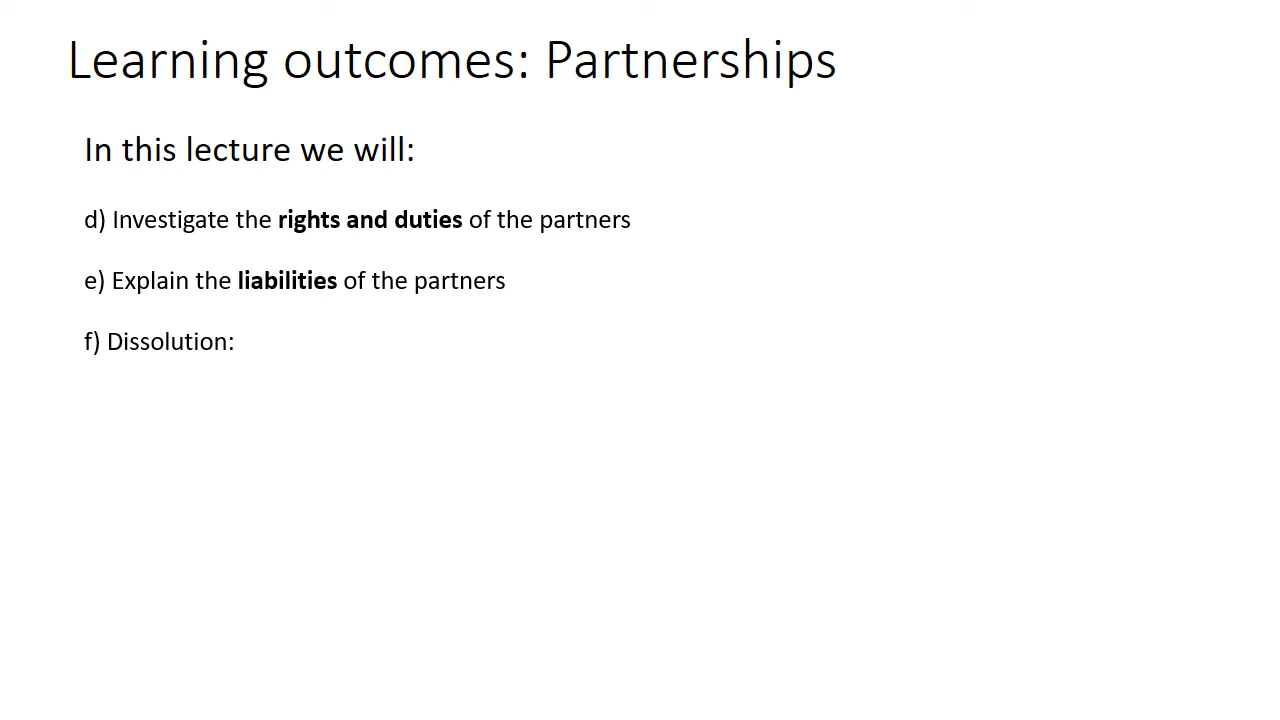 Learning outcomes: Partnerships
In this lecture we will:
d) Investigate the rights and duties of the partners
e) Explain the liabilities of the partners
f) Dissolution: